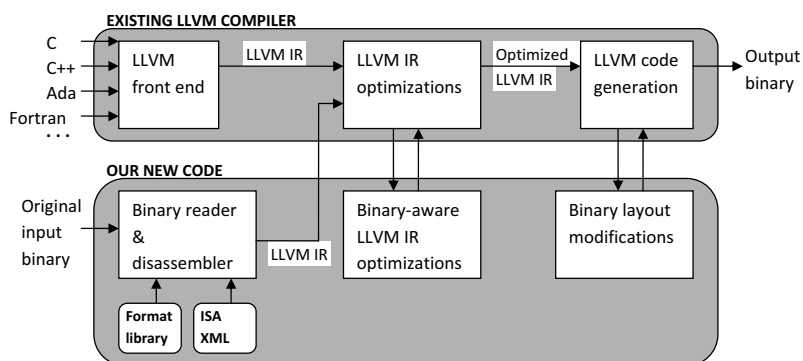 EXISTING LLVM COMPILER
C
C++
Ada
Fortran
...
LLVM
front end
LLVM IR
LLVM IR
optimizations
Optimized
LLVM IR
LLVM code
generation
Output
binary
OUR NEW CODE
Original
input
binary
Binary reader
&
disassembler
LLVM IR
Binary-aware
LLVM IR
optimizations
Binary layout
modifications
Format
library
ISA
XML